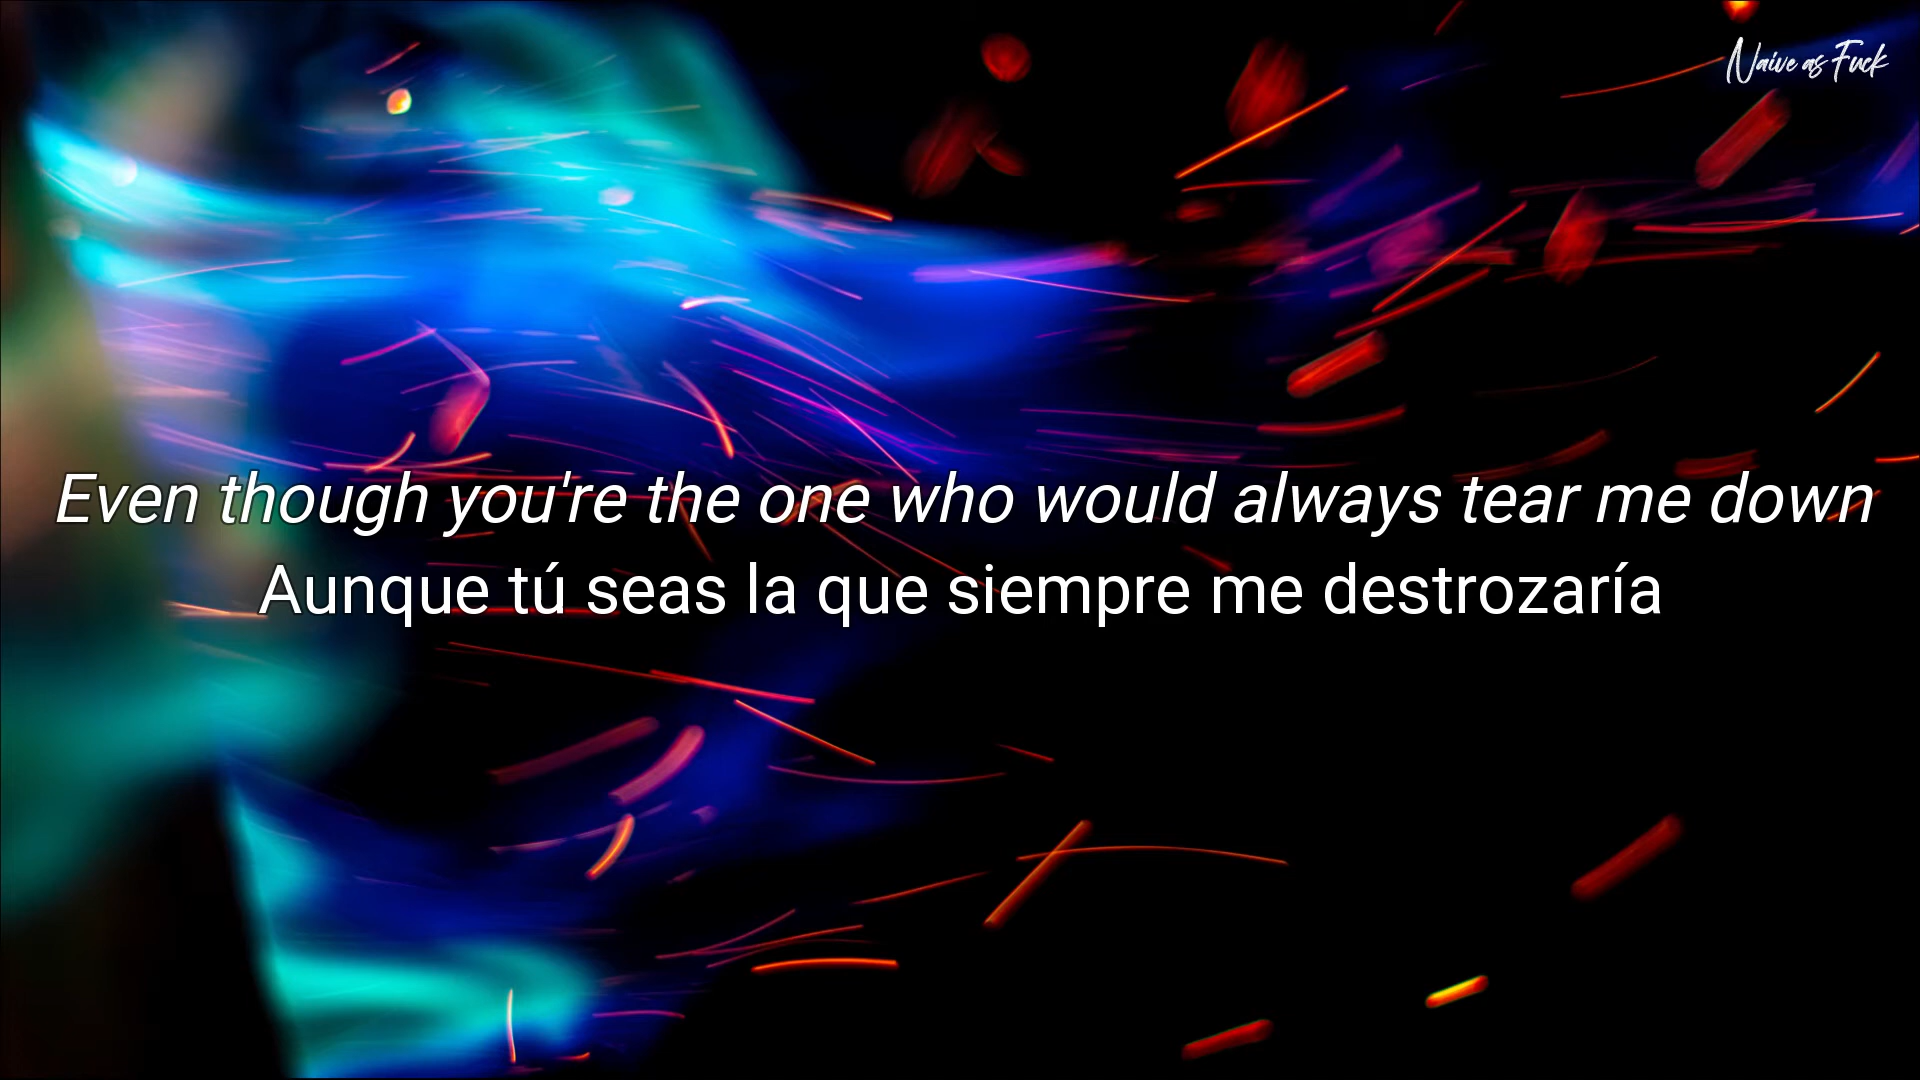 Naive as Fuck
Even though you're the one who would always tear me down
Aunque tú seas la que siempre me destrozaría